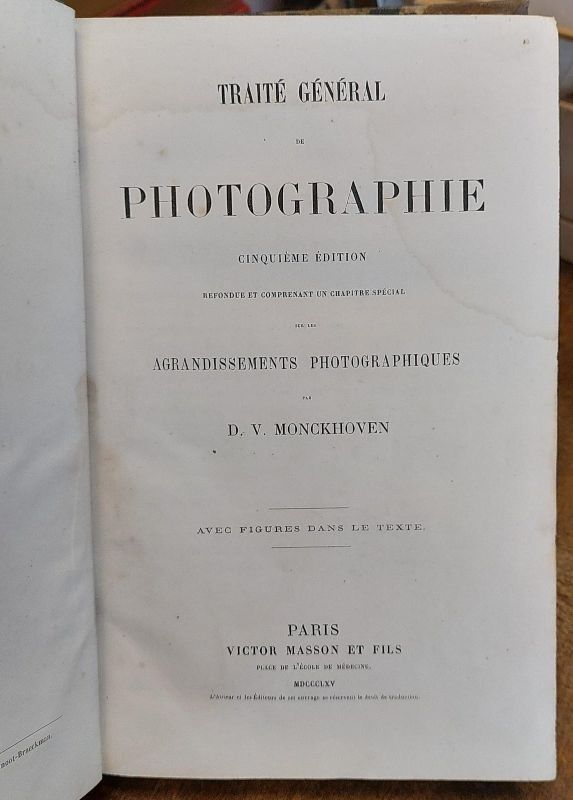 TRAITÉ GÉNÉRAL
DE
PHOTOGRAPHIE
CINQUIÈME ÉDITION
REFONDUE ET COMPRENANT UN CHAPITRE SPÉCIAL
SUR LES
AGRANDISSEMENTS PHOTOGRAPHIQUES
PAR
D. V. MONCKHOVEN
AVEC FIGURES DANS LE TEXTE.
PARIS
VICTOR MASSON ET FILS
PLACE DE L'ÉCOLE DE MÉDECINE.
MDCCCLXV
L'Auteur et les Éditeurs de cet ouvrage se réservent le droit de traduction.